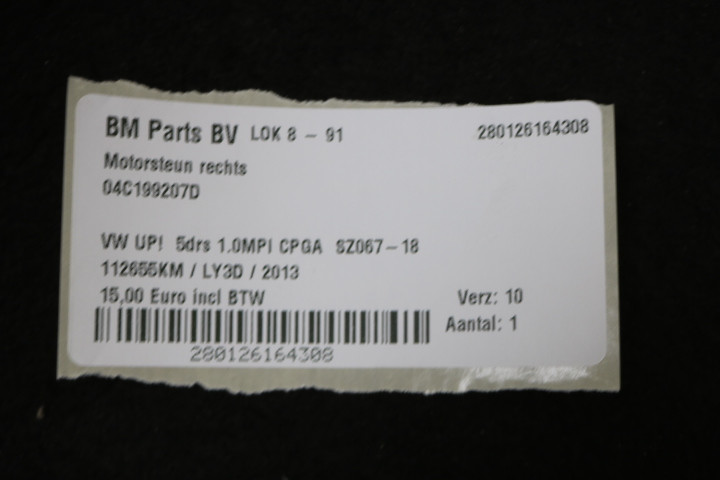 BM Parts BV LOK 8 - 91 280126164308
Motorsteun rechts
04C199207D
VW UP! 5drs 1.0MPI CPGA SZ067-18
112655KM / LY3D / 2013
15,00 Euro incl BTW Verz: 10
Aantal: 1
280126164308